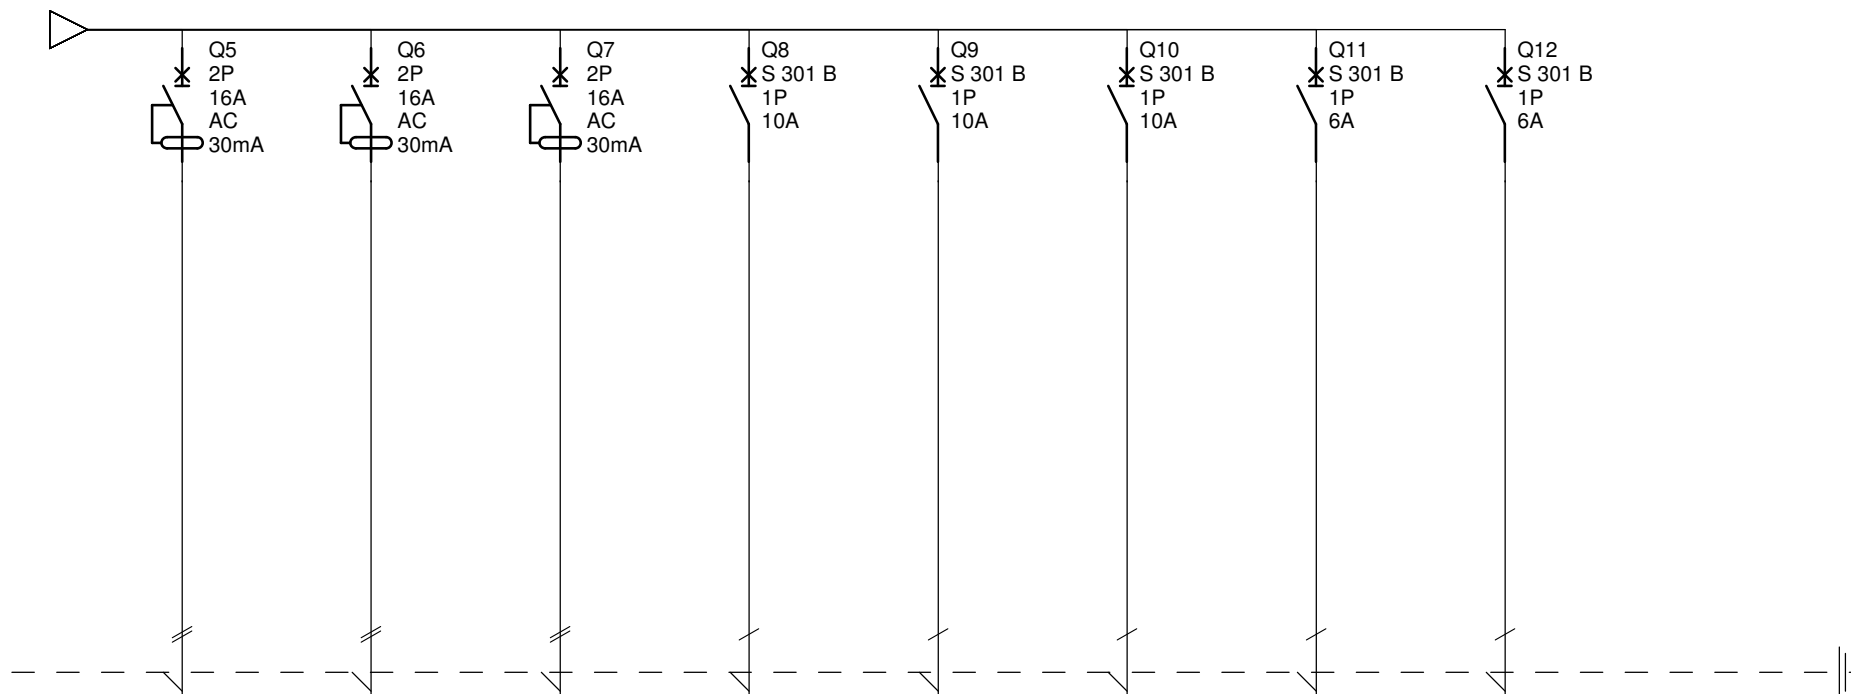 Q5
2P
16A
AC
30mA
Q6
2P
16A
AC
30mA
Q7
2P
16A
AC
30mA
Q8
S 301 B
1P
10A
Q9
S 301 B
1P
10A
Q10
S 301 B
1P
10A
Q11
S 301 B
1P
6A
Q12
S 301 B
1P
6A